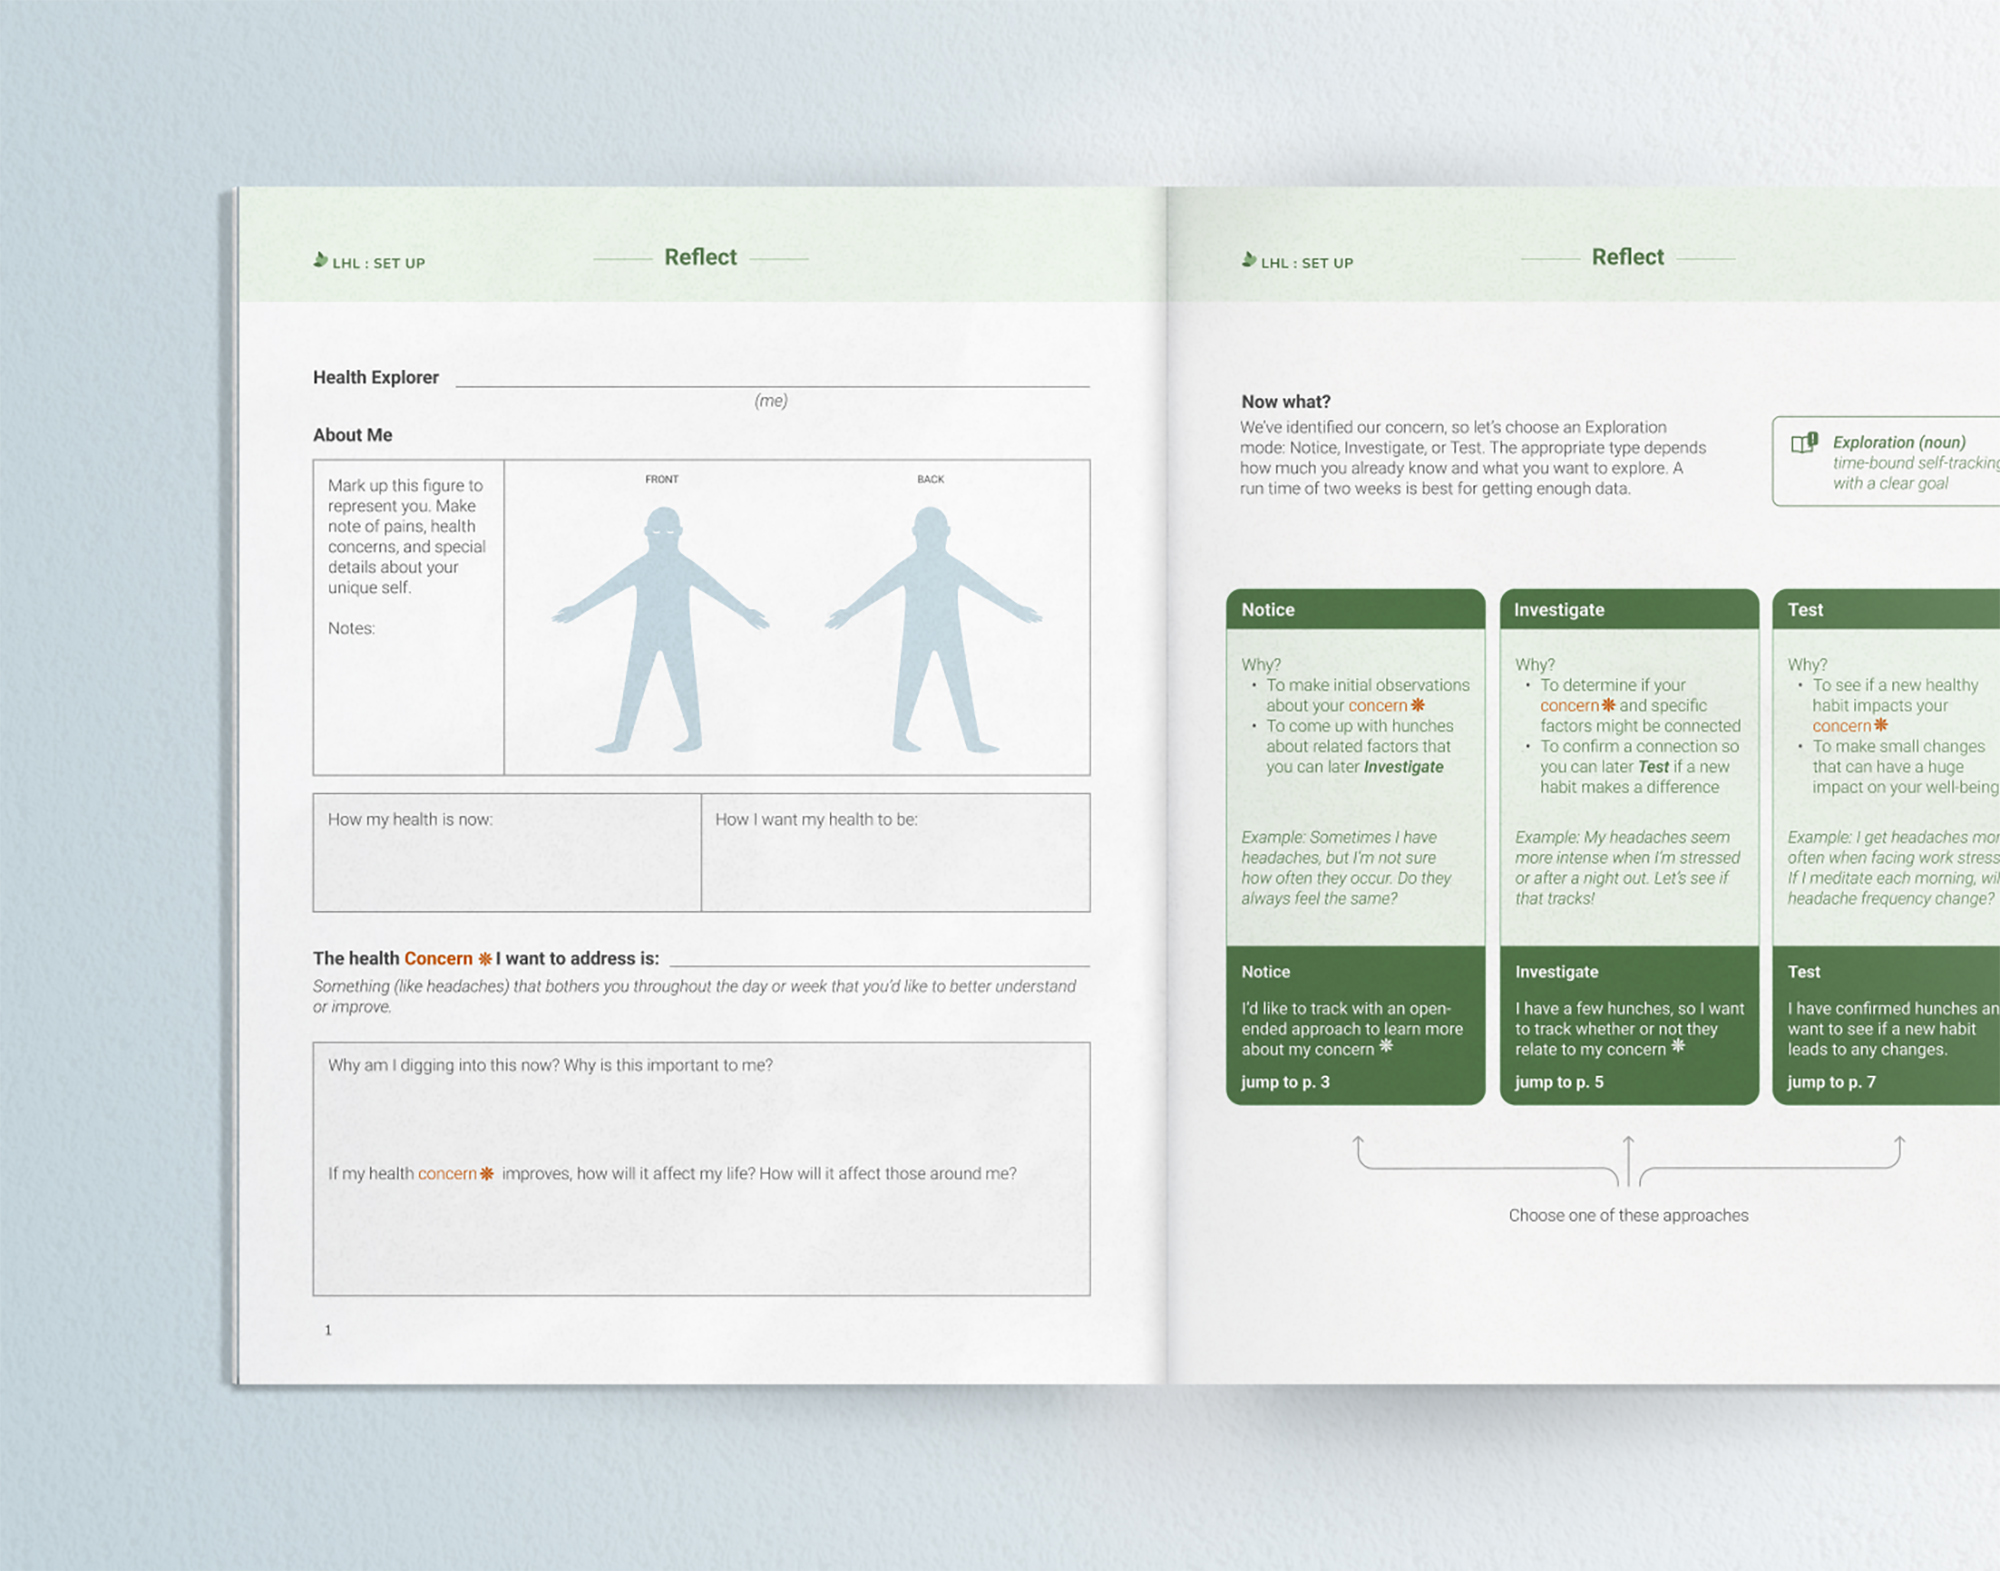 LHL : SET UP
Reflect
Health Explorer
(me)
About Me
Mark up this figure to
represent you. Make
note of pains, health
concerns, and special
details about your
unique self.
Notes:
FRONT
BACK
How my health is now:
How I want my health to be:
The health Concern ❋ I want to address is:
Something (like headaches) that bothers you throughout the day or week that you'd like to better understand
or improve.
Why am I digging into this now? Why is this important to me?
If my health concern ❋ improves, how will it affect my life? How will it affect those around me?
1
LHL : SET UP
Reflect
Now what?
We've identified our concern, so let's choose an Exploration
mode: Notice, Investigate, or Test. The appropriate type depends
how much you already know and what you want to explore. A
run time of two weeks is best for getting enough data.
Exploration (noun)
time-bound self-tracking
with a clear goal
Notice
Why?
• To make initial observations
about your concern ❋
• To come up with hunches
about related factors that
you can later Investigate
Example: Sometimes I have
headaches, but I'm not sure
how often they occur. Do they
always feel the same?
Notice
I'd like to track with an open-
ended approach to learn more
about my concern ❋
jump to p. 3
Investigate
Why?
• To determine if your
concern ❋ and specific
factors might be connected
• To confirm a connection so
you can later Test if a new
habit makes a difference
Example: My headaches seem
more intense when I'm stressed
or after a night out. Let's see if
that tracks!
Investigate
I have a few hunches, so I want
to track whether or not they
relate to my concern ❋
jump to p. 5
Test
Why?
• To see if a new healthy
habit impacts your
concern ❋
• To make small changes
that can have a huge
impact on your well-being
Example: I get headaches
often when facing work stress
If I meditate each morning,
headache frequency change?
Test
I have confirmed hunches
want to see if a new habit
leads to any changes.
jump to p. 7
Choose one of these approaches